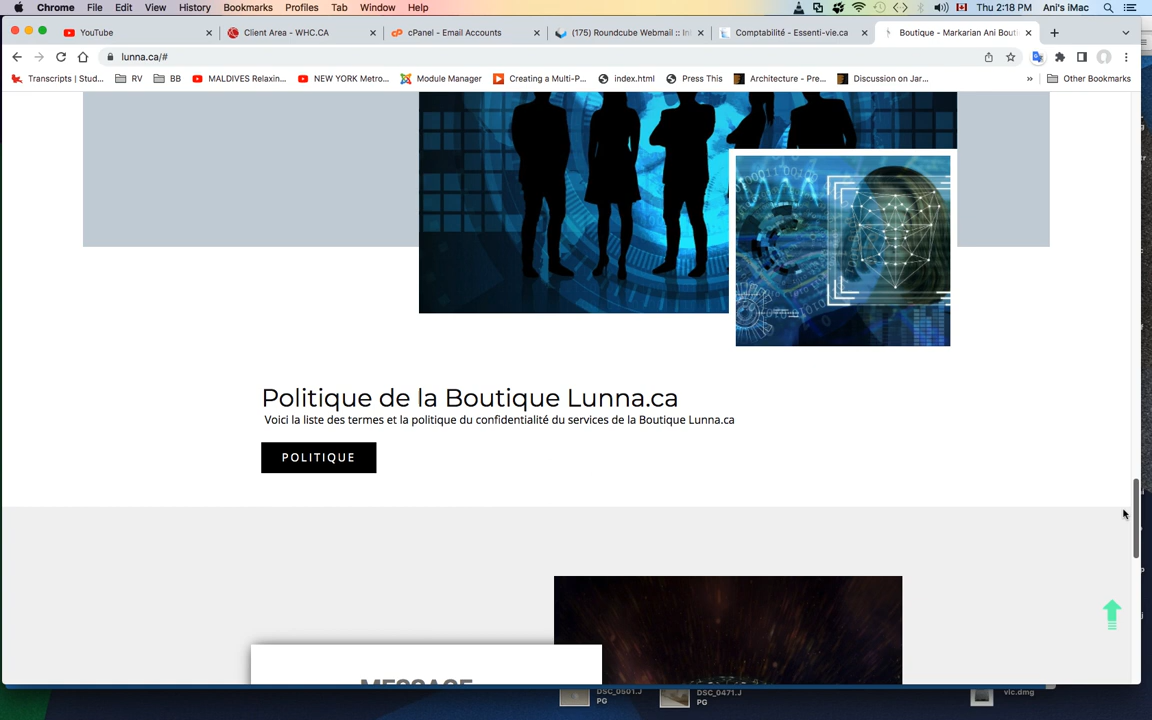 Chrome File Edit View History Bookmarks Profiles Tab Window Help Thu 2:18 PM Ani's iMac
YouTube Client Area - WHC.CA cPanel - Email Accounts (175) Roundcube Webmail :: In Comptabilité - Essenti-vie.ca Boutique - Markarian Ani Bout
lunna.ca/#
Transcripts | Stud... RV BB MALDIVES Relaxin... NEW YORK Metro... Module Manager Creating a Multi-P... index.html Press This Architecture - Pre... Discussion on Jar... » Other Bookmarks
Politique de la Boutique Lunna.ca
Voici la liste des termes et la politique du confidentialité du services de la Boutique Lunna.ca
POLITIQUE
MESSAGE
DSC_0501.J
PG
DSC_0471.J
PG
vlc.dmg